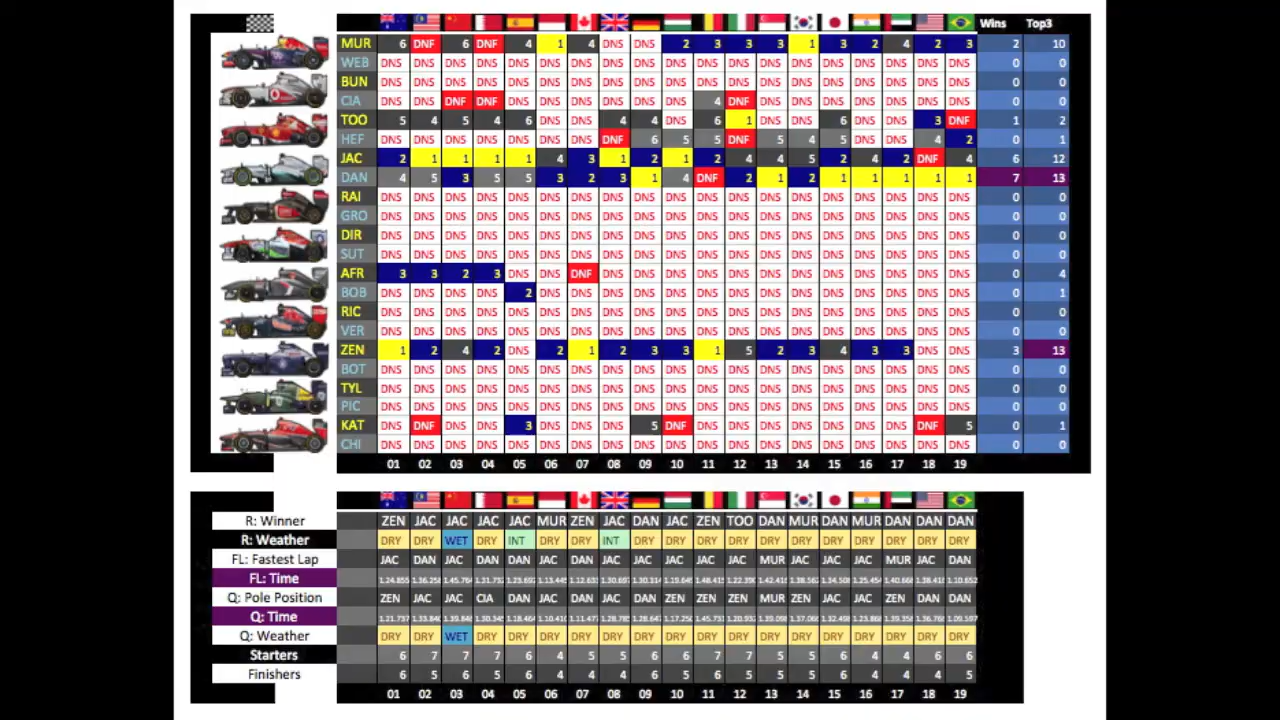 Wins Top3
MUR 6 DNF 6 DNF 4 1 4 DNS DNS 2 3 3 3 1 3 2 4 2 3 2 10
WEB DNS DNS DNS DNS DNS DNS DNS DNS DNS DNS DNS DNS DNS DNS DNS DNS DNS DNS DNS 0 0
BUN DNS DNS DNS DNS DNS DNS DNS DNS DNS DNS DNS DNS DNS DNS DNS DNS DNS DNS DNS 0 0
CIA DNS DNS DNF DNF DNS DNS DNS DNS DNS DNS 4 DNF DNS DNS DNS DNS DNS DNS DNS 0 0
TOO 5 4 5 4 6 DNS DNS 4 4 DNS 6 1 DNS DNS 6 DNS DNS 3 DNF 1 2
HEF DNS DNS DNS DNS DNS DNS DNS DNF 6 5 5 DNF 5 4 5 DNS DNS 4 2 0 1
JAC 2 1 1 1 1 4 3 1 2 1 2 4 4 5 2 4 2 DNF 4 6 12
DAN 4 5 3 5 5 3 2 3 1 4 DNF 2 1 2 1 1 1 1 1 7 13
RAI DNS DNS DNS DNS DNS DNS DNS DNS DNS DNS DNS DNS DNS DNS DNS DNS DNS DNS DNS 0 0
GRO DNS DNS DNS DNS DNS DNS DNS DNS DNS DNS DNS DNS DNS DNS DNS DNS DNS DNS DNS 0 0
DIR DNS DNS DNS DNS DNS DNS DNS DNS DNS DNS DNS DNS DNS DNS DNS DNS DNS DNS DNS 0 0
SUT DNS DNS DNS DNS DNS DNS DNS DNS DNS DNS DNS DNS DNS DNS DNS DNS DNS DNS DNS 0 0
AFR 3 3 2 3 DNS DNS DNF DNS DNS DNS DNS DNS DNS DNS DNS DNS DNS DNS DNS 0 4
BOB DNS DNS DNS DNS 2 DNS DNS DNS DNS DNS DNS DNS DNS DNS DNS DNS DNS DNS DNS 0 1
RIC DNS DNS DNS DNS DNS DNS DNS DNS DNS DNS DNS DNS DNS DNS DNS DNS DNS DNS DNS 0 0
VER DNS DNS DNS DNS DNS DNS DNS DNS DNS DNS DNS DNS DNS DNS DNS DNS DNS DNS DNS 0 0
ZEN 1 2 4 2 DNS 2 1 2 3 3 1 5 2 3 4 3 3 DNS DNS 3 13
BOT DNS DNS DNS DNS DNS DNS DNS DNS DNS DNS DNS DNS DNS DNS DNS DNS DNS DNS DNS 0 0
TYL DNS DNS DNS DNS DNS DNS DNS DNS DNS DNS DNS DNS DNS DNS DNS DNS DNS DNS DNS 0 0
PIC DNS DNS DNS DNS DNS DNS DNS DNS DNS DNS DNS DNS DNS DNS DNS DNS DNS DNS DNS 0 0
KAT DNS DNF DNS DNS 3 DNS DNS DNS 5 DNF DNS DNS DNS DNS DNS DNS DNS DNF 5 0 1
CHI DNS DNS DNS DNS DNS DNS DNS DNS DNS DNS DNS DNS DNS DNS DNS DNS DNS DNS DNS 0 0
01 02 03 04 05 06 07 08 09 10 11 12 13 14 15 16 17 18 19
R: Winner ZEN JAC JAC JAC JAC MUR ZEN JAC DAN JAC ZEN TOO DAN MUR DAN MUR DAN DAN DAN
R: Weather DRY DRY WET DRY INT DRY DRY INT DRY DRY DRY DRY DRY DRY DRY DRY DRY DRY DRY
FL: Fastest Lap JAC DAN JAC DAN DAN JAC JAC JAC DAN JAC JAC JAC MUR JAC JAC JAC MUR JAC DAN
FL: Time
Q: Pole Position ZEN JAC JAC CIA DAN JAC DAN JAC DAN ZEN ZEN ZEN MUR ZEN JAC JAC ZEN DAN DAN
Q: Time
Q: Weather DRY DRY WET DRY DRY DRY DRY DRY DRY DRY DRY DRY DRY DRY DRY DRY DRY DRY DRY
Starters 6 7 7 7 6 4 5 5 6 6 7 7 5 5 6 4 4 6 6
Finishers 6 5 6 5 6 4 4 4 6 5 6 5 5 5 6 4 4 4 5
01 02 03 04 05 06 07 08 09 10 11 12 13 14 15 16 17 18 19